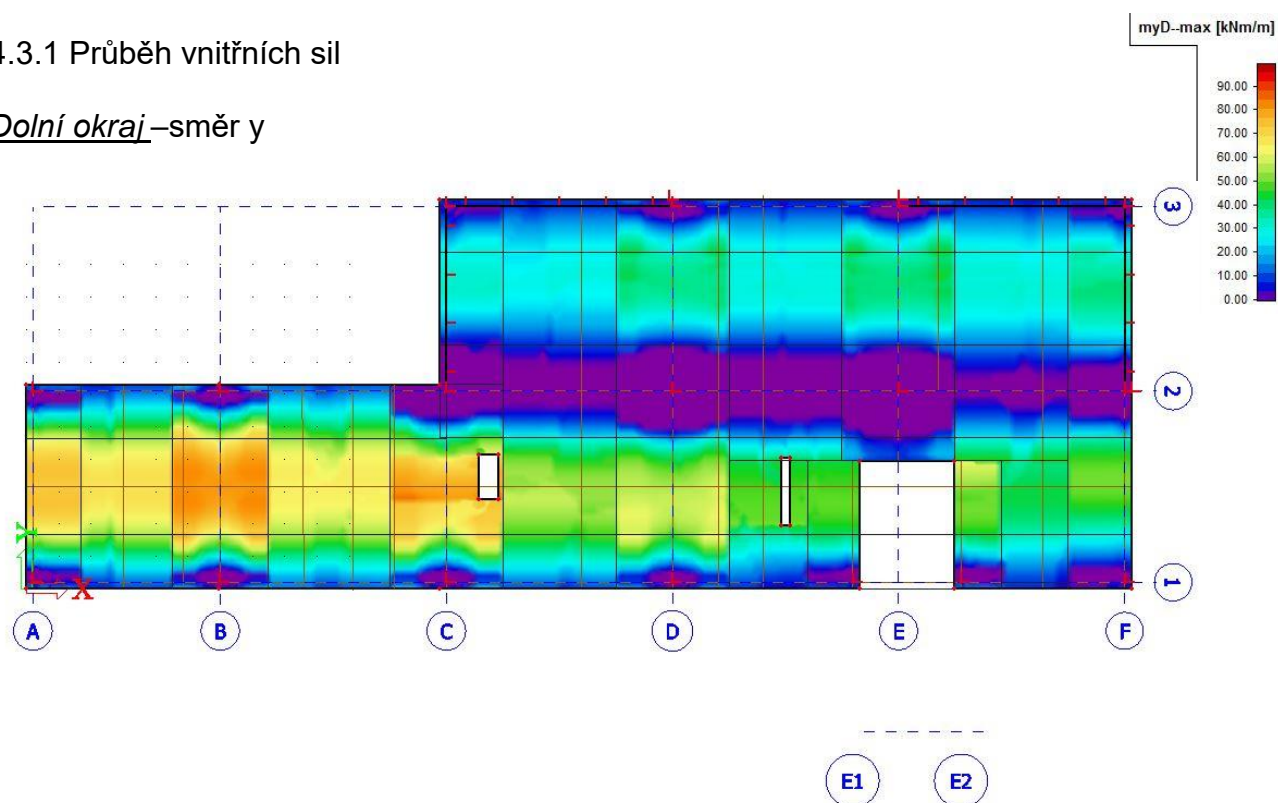 myD--max [kNm/m]
4.3.1 Průběh vnitřních sil
90.00
80.00
70.00
60.00
50.00
40.00
30.00
20.00
10.00
0.00
Dolní okraj –směr y
3
2
Y
X
1
A B C D E F
E1 E2